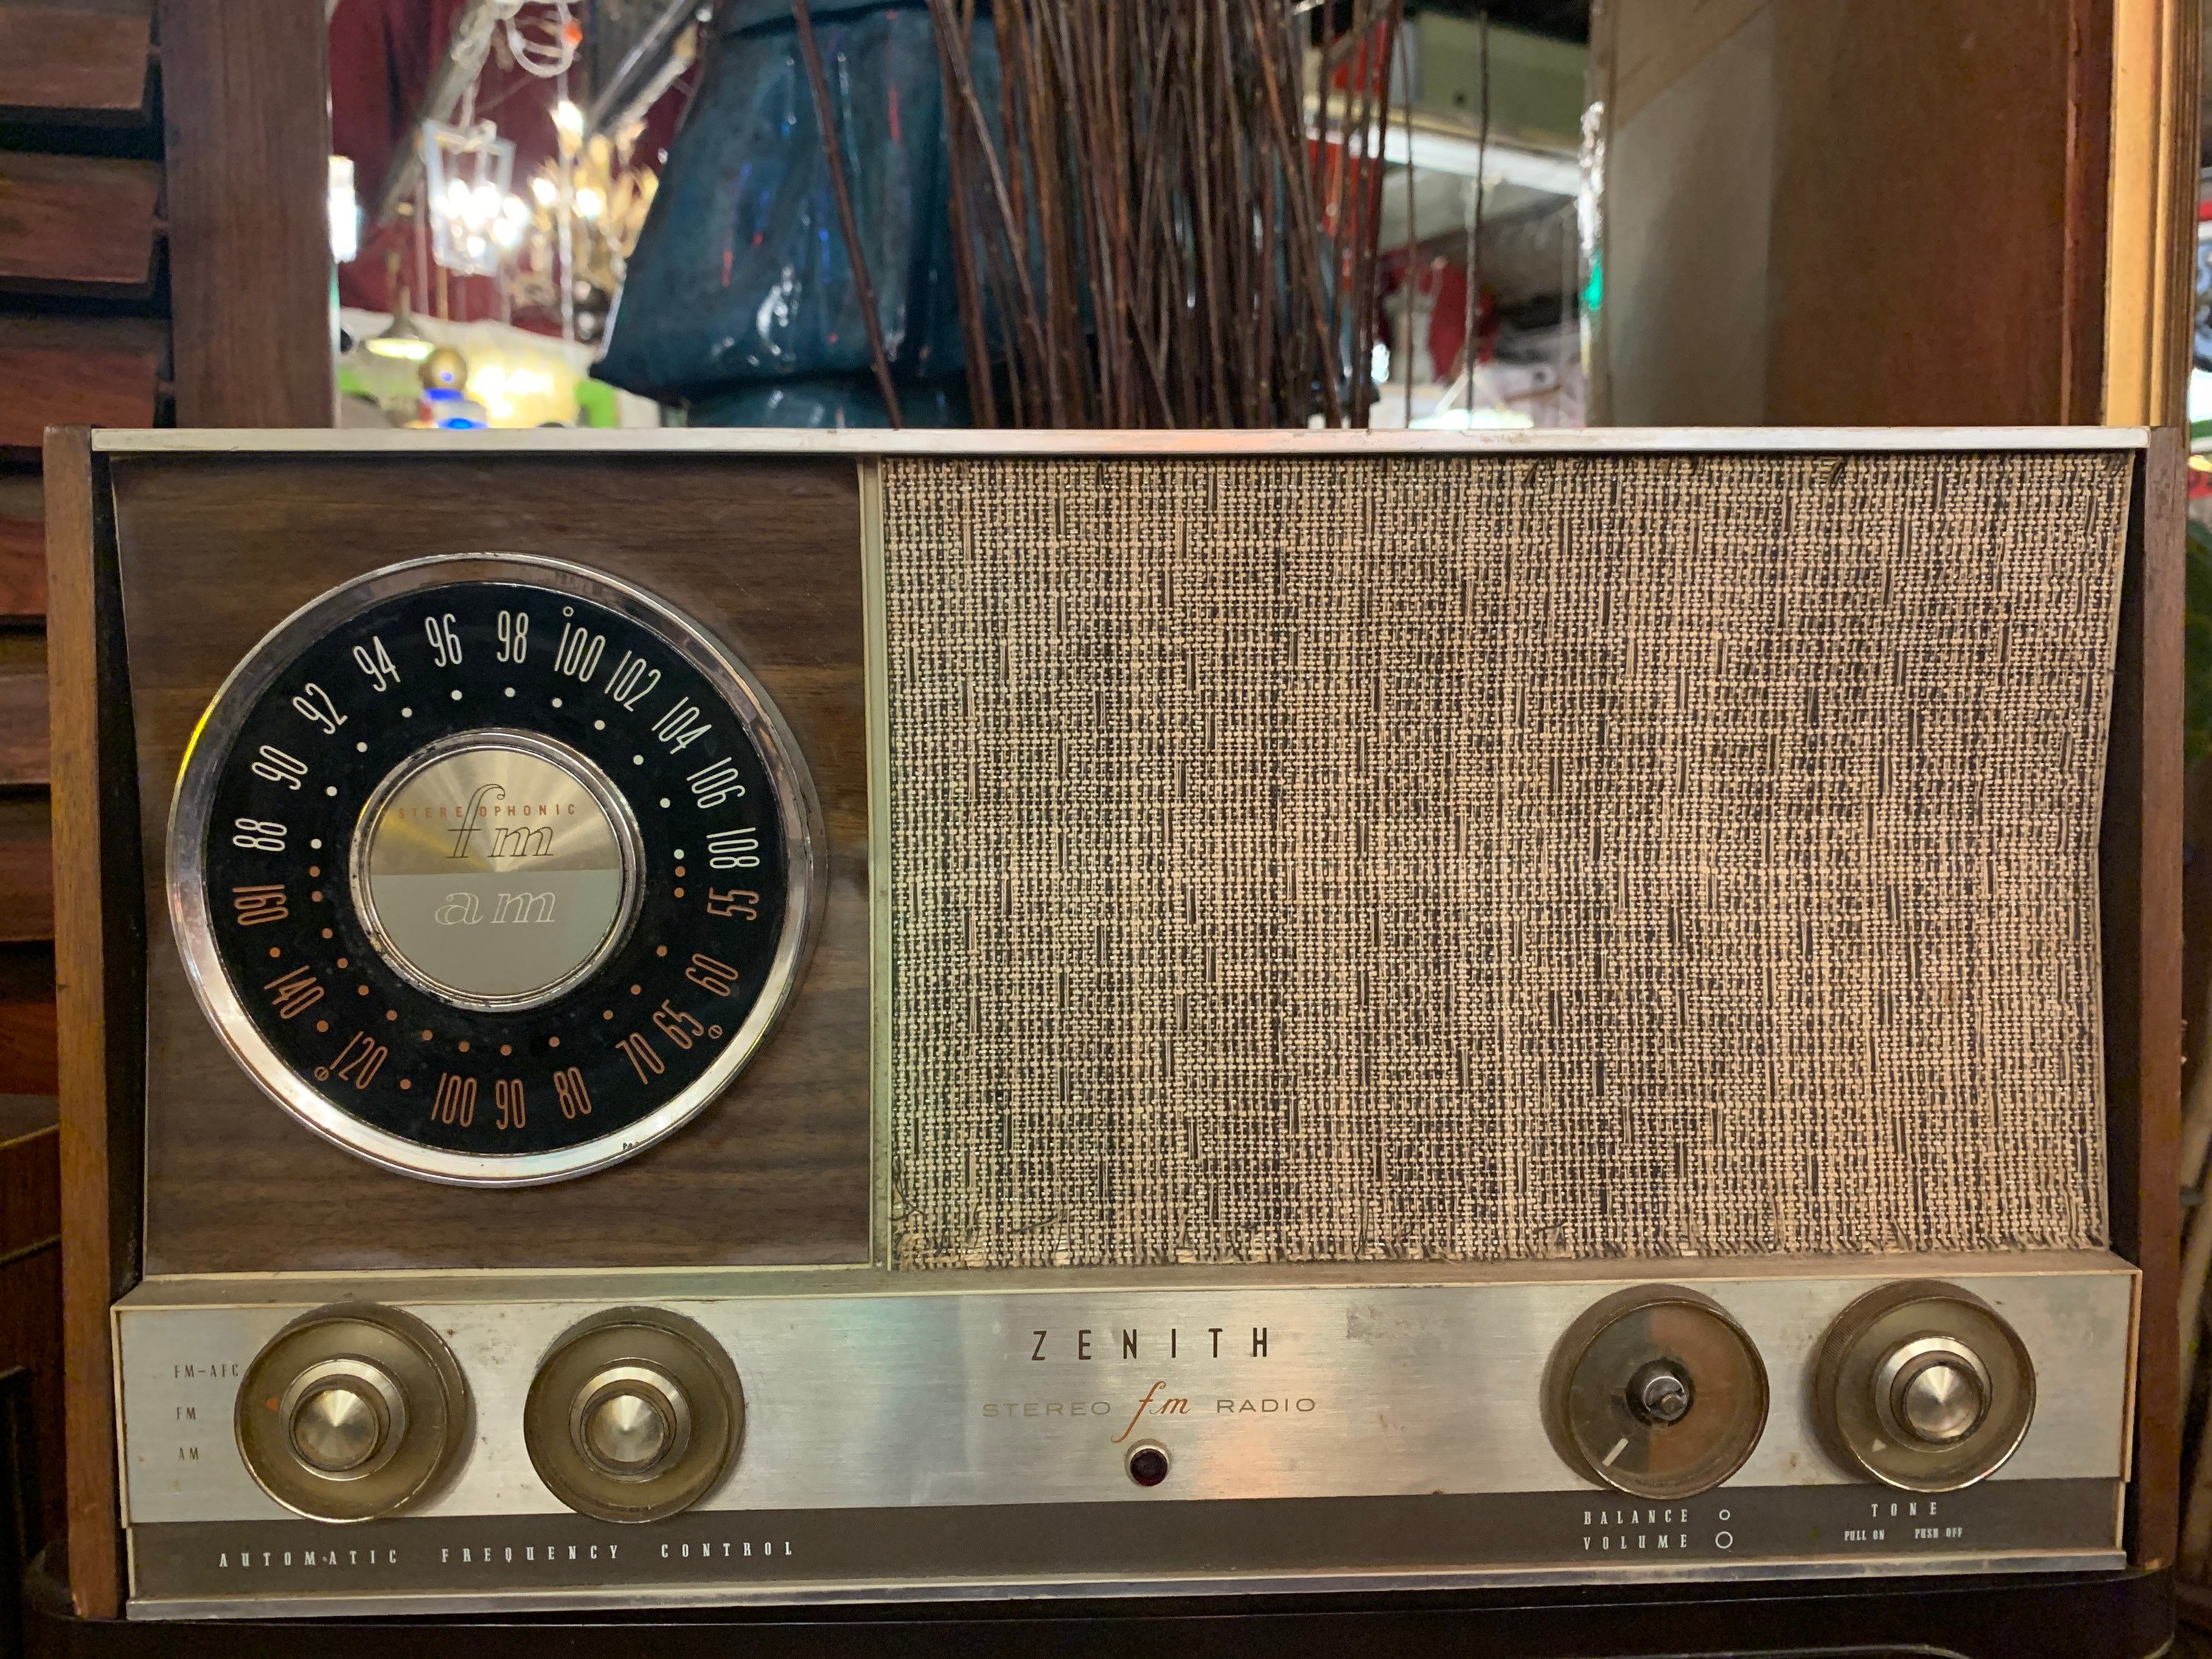 88 90 92 94 96 98 100 102 104 106 108
STEREOPHONIC
fm
am
160 140 120 100 90 80 70 65 60 55
ZENITH
STEREO fm RADIO
FM-AFC
FM
AM
AUTOMATIC FREQUENCY CONTROL
BALANCE
VOLUME
TONE
PULL ON PUSH OFF